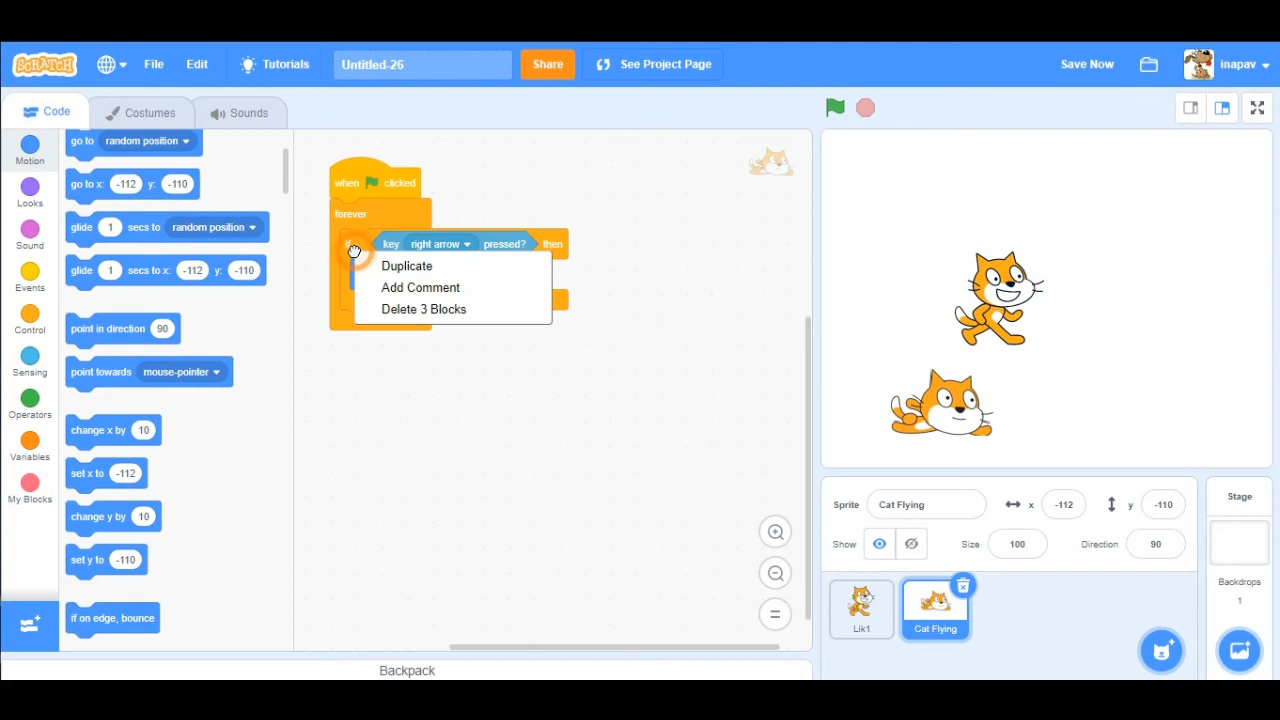 SCRATCH File Edit Tutorials Untitled-26 Share See Project Page Save Now inapav
Code Costumes Sounds
Motion
Looks
Sound
Events
Control
Sensing
Operators
Variables
My Blocks
go to random position
go to x: -112 y: -110
glide 1 secs to random position
glide 1 secs to x: -112 y: -110
point in direction 90
point towards mouse-pointer
change x by 10
set x to -112
change y by 10
set y to -110
if on edge, bounce
when clicked
forever
key right arrow pressed? then
Duplicate
Add Comment
Delete 3 Blocks
Backpack
Sprite Cat Flying x -112 y -110
Show Size 100 Direction 90
Lik1
Cat Flying
Stage
Backdrops
1